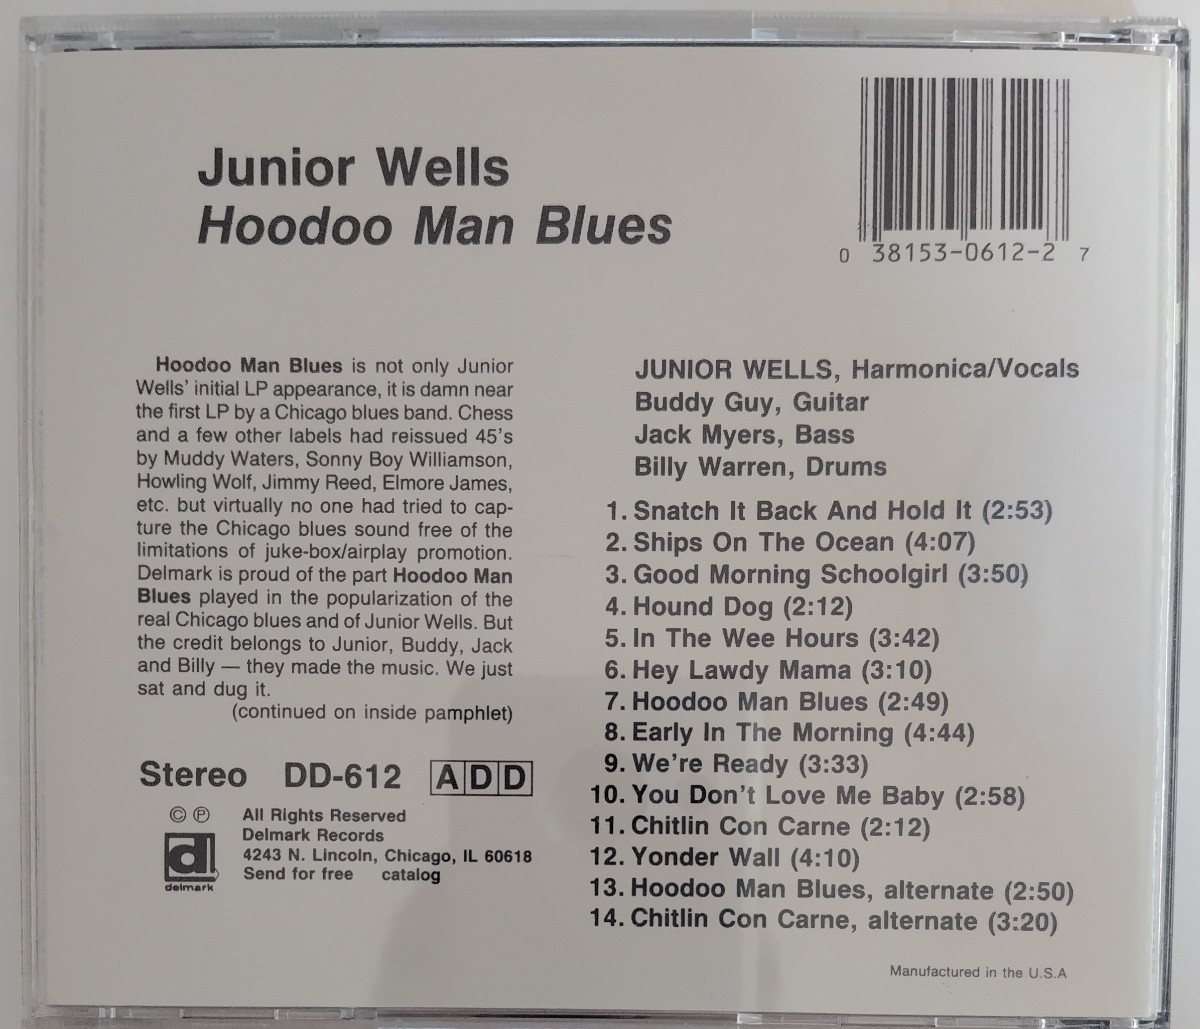 Junior Wells
Hoodoo Man Blues
0 38153-0612-2 7
Hoodoo Man Blues is not only Junior
Wells' initial LP appearance, it is damn near
the first LP by a Chicago blues band. Chess
and a few other labels had reissued 45's
by Muddy Waters, Sonny Boy Williamson,
Howling Wolf, Jimmy Reed, Elmore James,
etc. but virtually no one had tried to cap-
ture the Chicago blues sound free of the
limitations of juke-box/airplay promotion.
Delmark is proud of the part Hoodoo Man
Blues played in the popularization of the
real Chicago blues and of Junior Wells. But
the credit belongs to Junior, Buddy, Jack
and Billy — they made the music. We just
sat and dug it.
(continued on inside pamphlet)
Stereo DD-612 ADD
© ℗ All Rights Reserved
Delmark Records
4243 N. Lincoln, Chicago, IL 60618
Send for free catalog
d
delmark
JUNIOR WELLS, Harmonica/Vocals
Buddy Guy, Guitar
Jack Myers, Bass
Billy Warren, Drums
1. Snatch It Back And Hold It (2:53)
2. Ships On The Ocean (4:07)
3. Good Morning Schoolgirl (3:50)
4. Hound Dog (2:12)
5. In The Wee Hours (3:42)
6. Hey Lawdy Mama (3:10)
7. Hoodoo Man Blues (2:49)
8. Early In The Morning (4:44)
9. We're Ready (3:33)
10. You Don't Love Me Baby (2:58)
11. Chitlin Con Carne (2:12)
12. Yonder Wall (4:10)
13. Hoodoo Man Blues, alternate (2:50)
14. Chitlin Con Carne, alternate (3:20)
Manufactured in the U.S.A